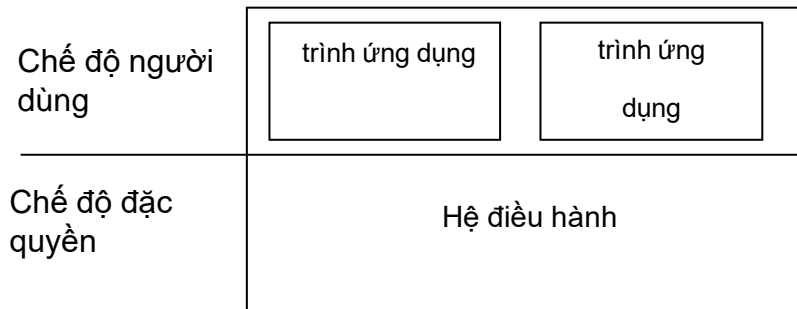 Chế độ người
dùng
trình ứng dụng
trình ứng
dụng
Chế độ đặc
quyền
Hệ điều hành